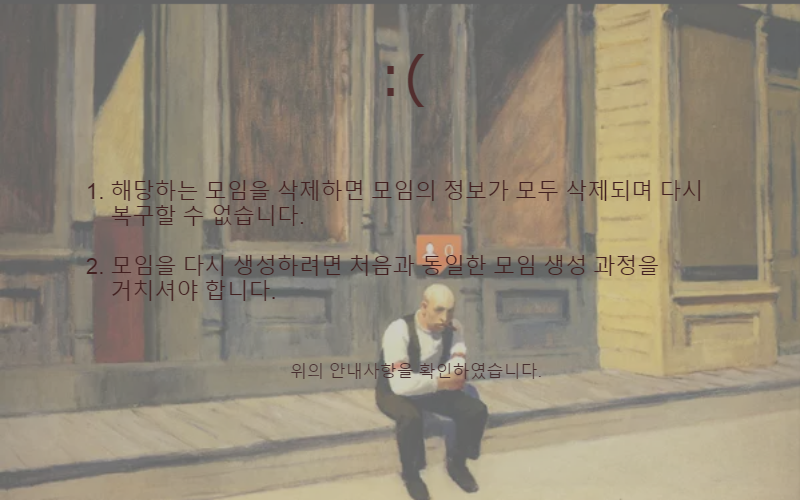 :(
1. 해당하는 모임을 삭제하면 모임의 정보가 모두 삭제되며 다시
복구할 수 없습니다.
2. 모임을 다시 생성하려면 처음과 동일한 모임 생성 과정을
거치셔야 합니다.
0
위의 안내사항을 확인하였습니다.